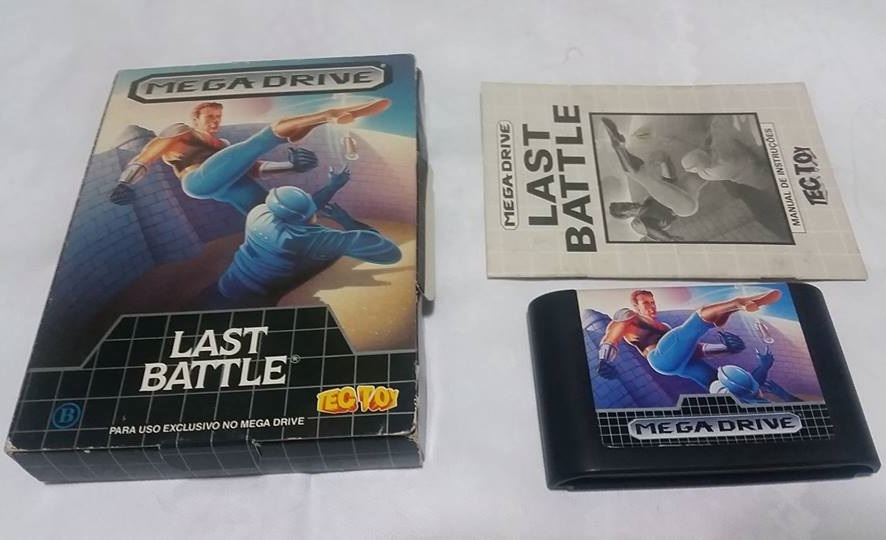 MEGA DRIVE
LAST
BATTLE®
B
TEC TOY
PARA USO EXCLUSIVO NO MEGA DRIVE
MEGA DRIVE
LAST
BATTLE
MANUAL DE INSTRUÇÕES
TEC TOY
MEGA DRIVE